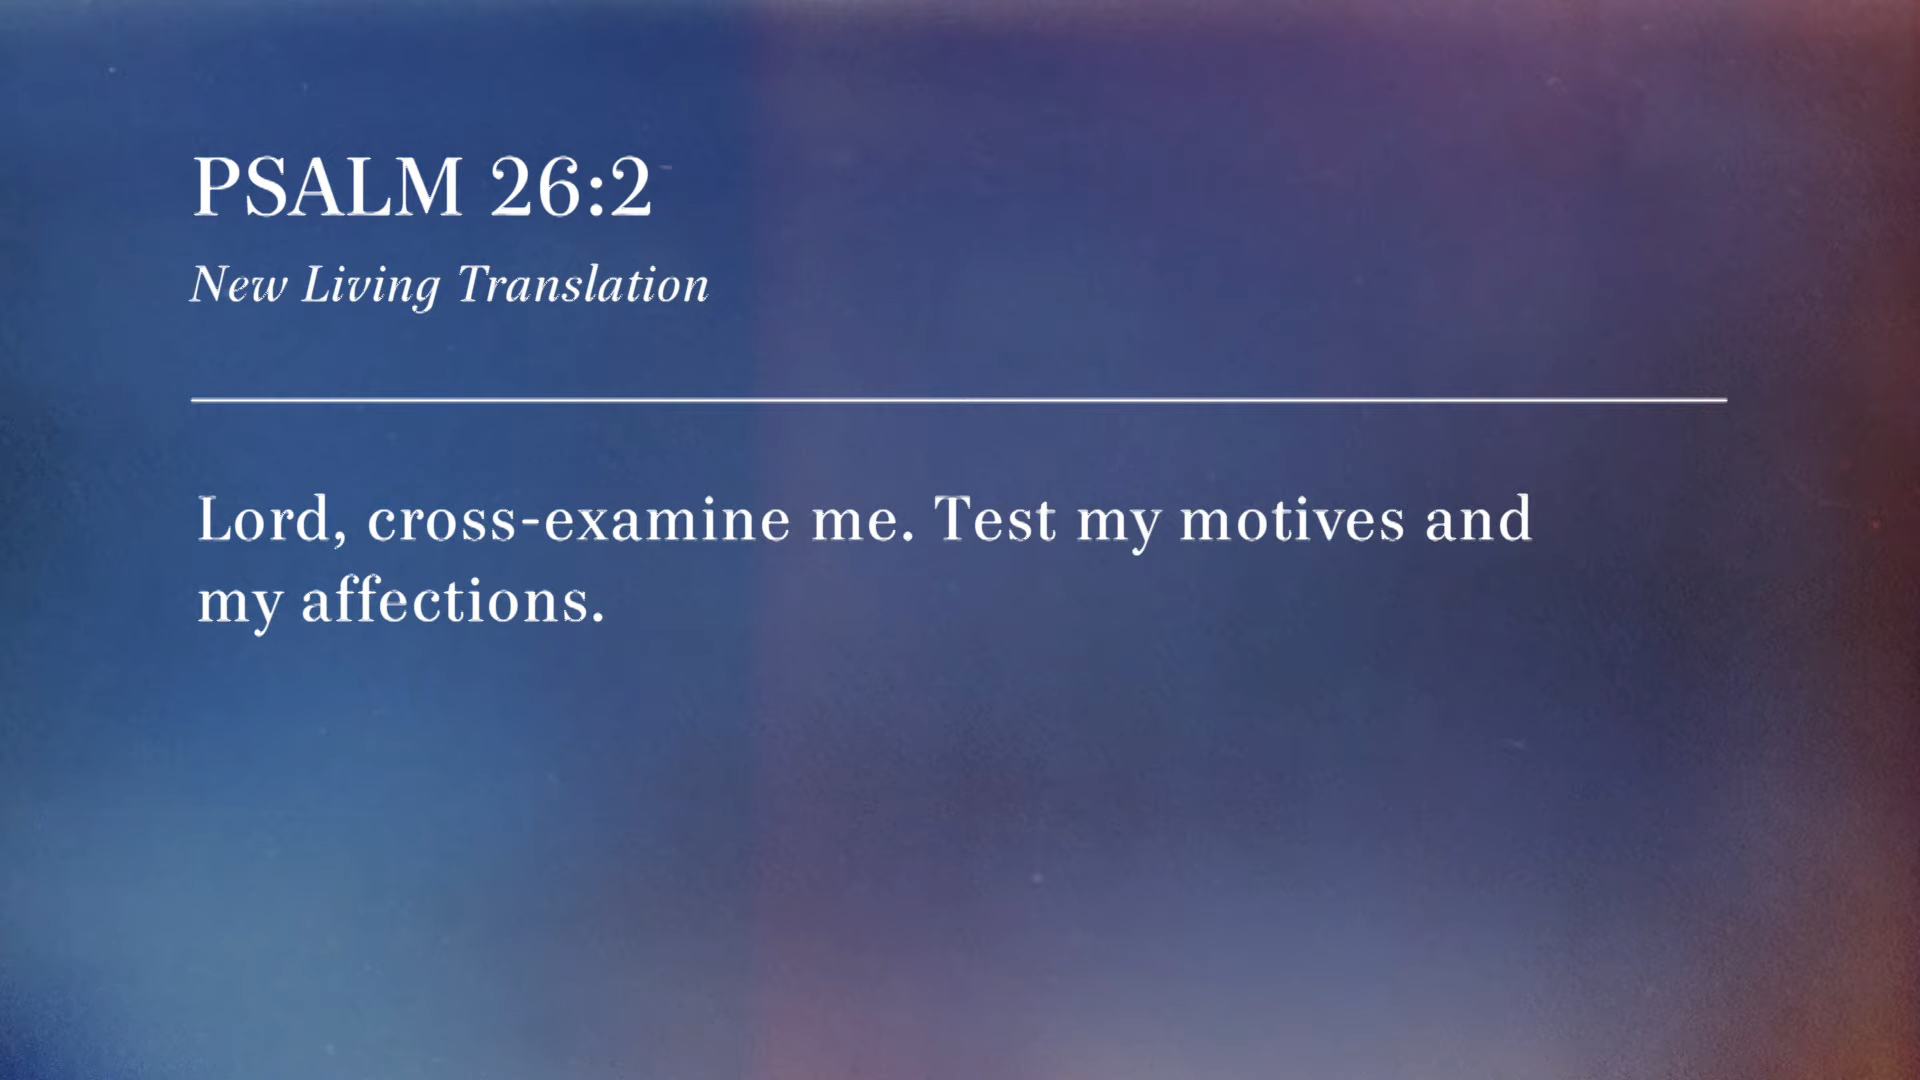 PSALM 26:2
New Living Translation
Lord, cross-examine me. Test my motives and
my affections.